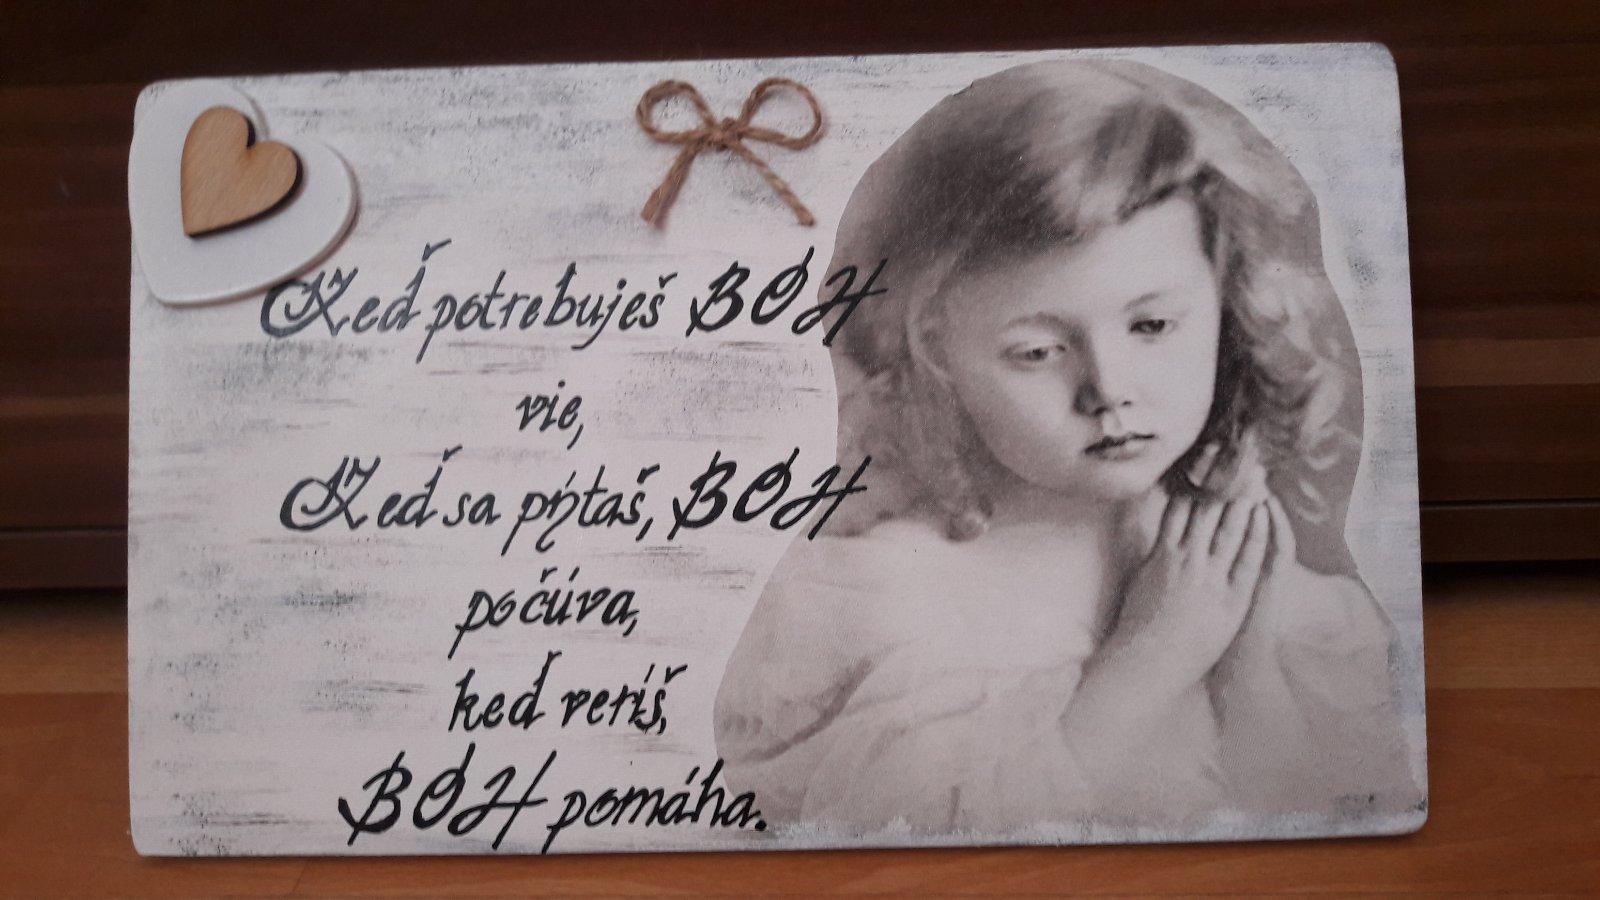 Keď potrebuješ BOH
vie,
Keď sa pýtaš, BOH
počúva,
keď veríš,
BOH pomáha.